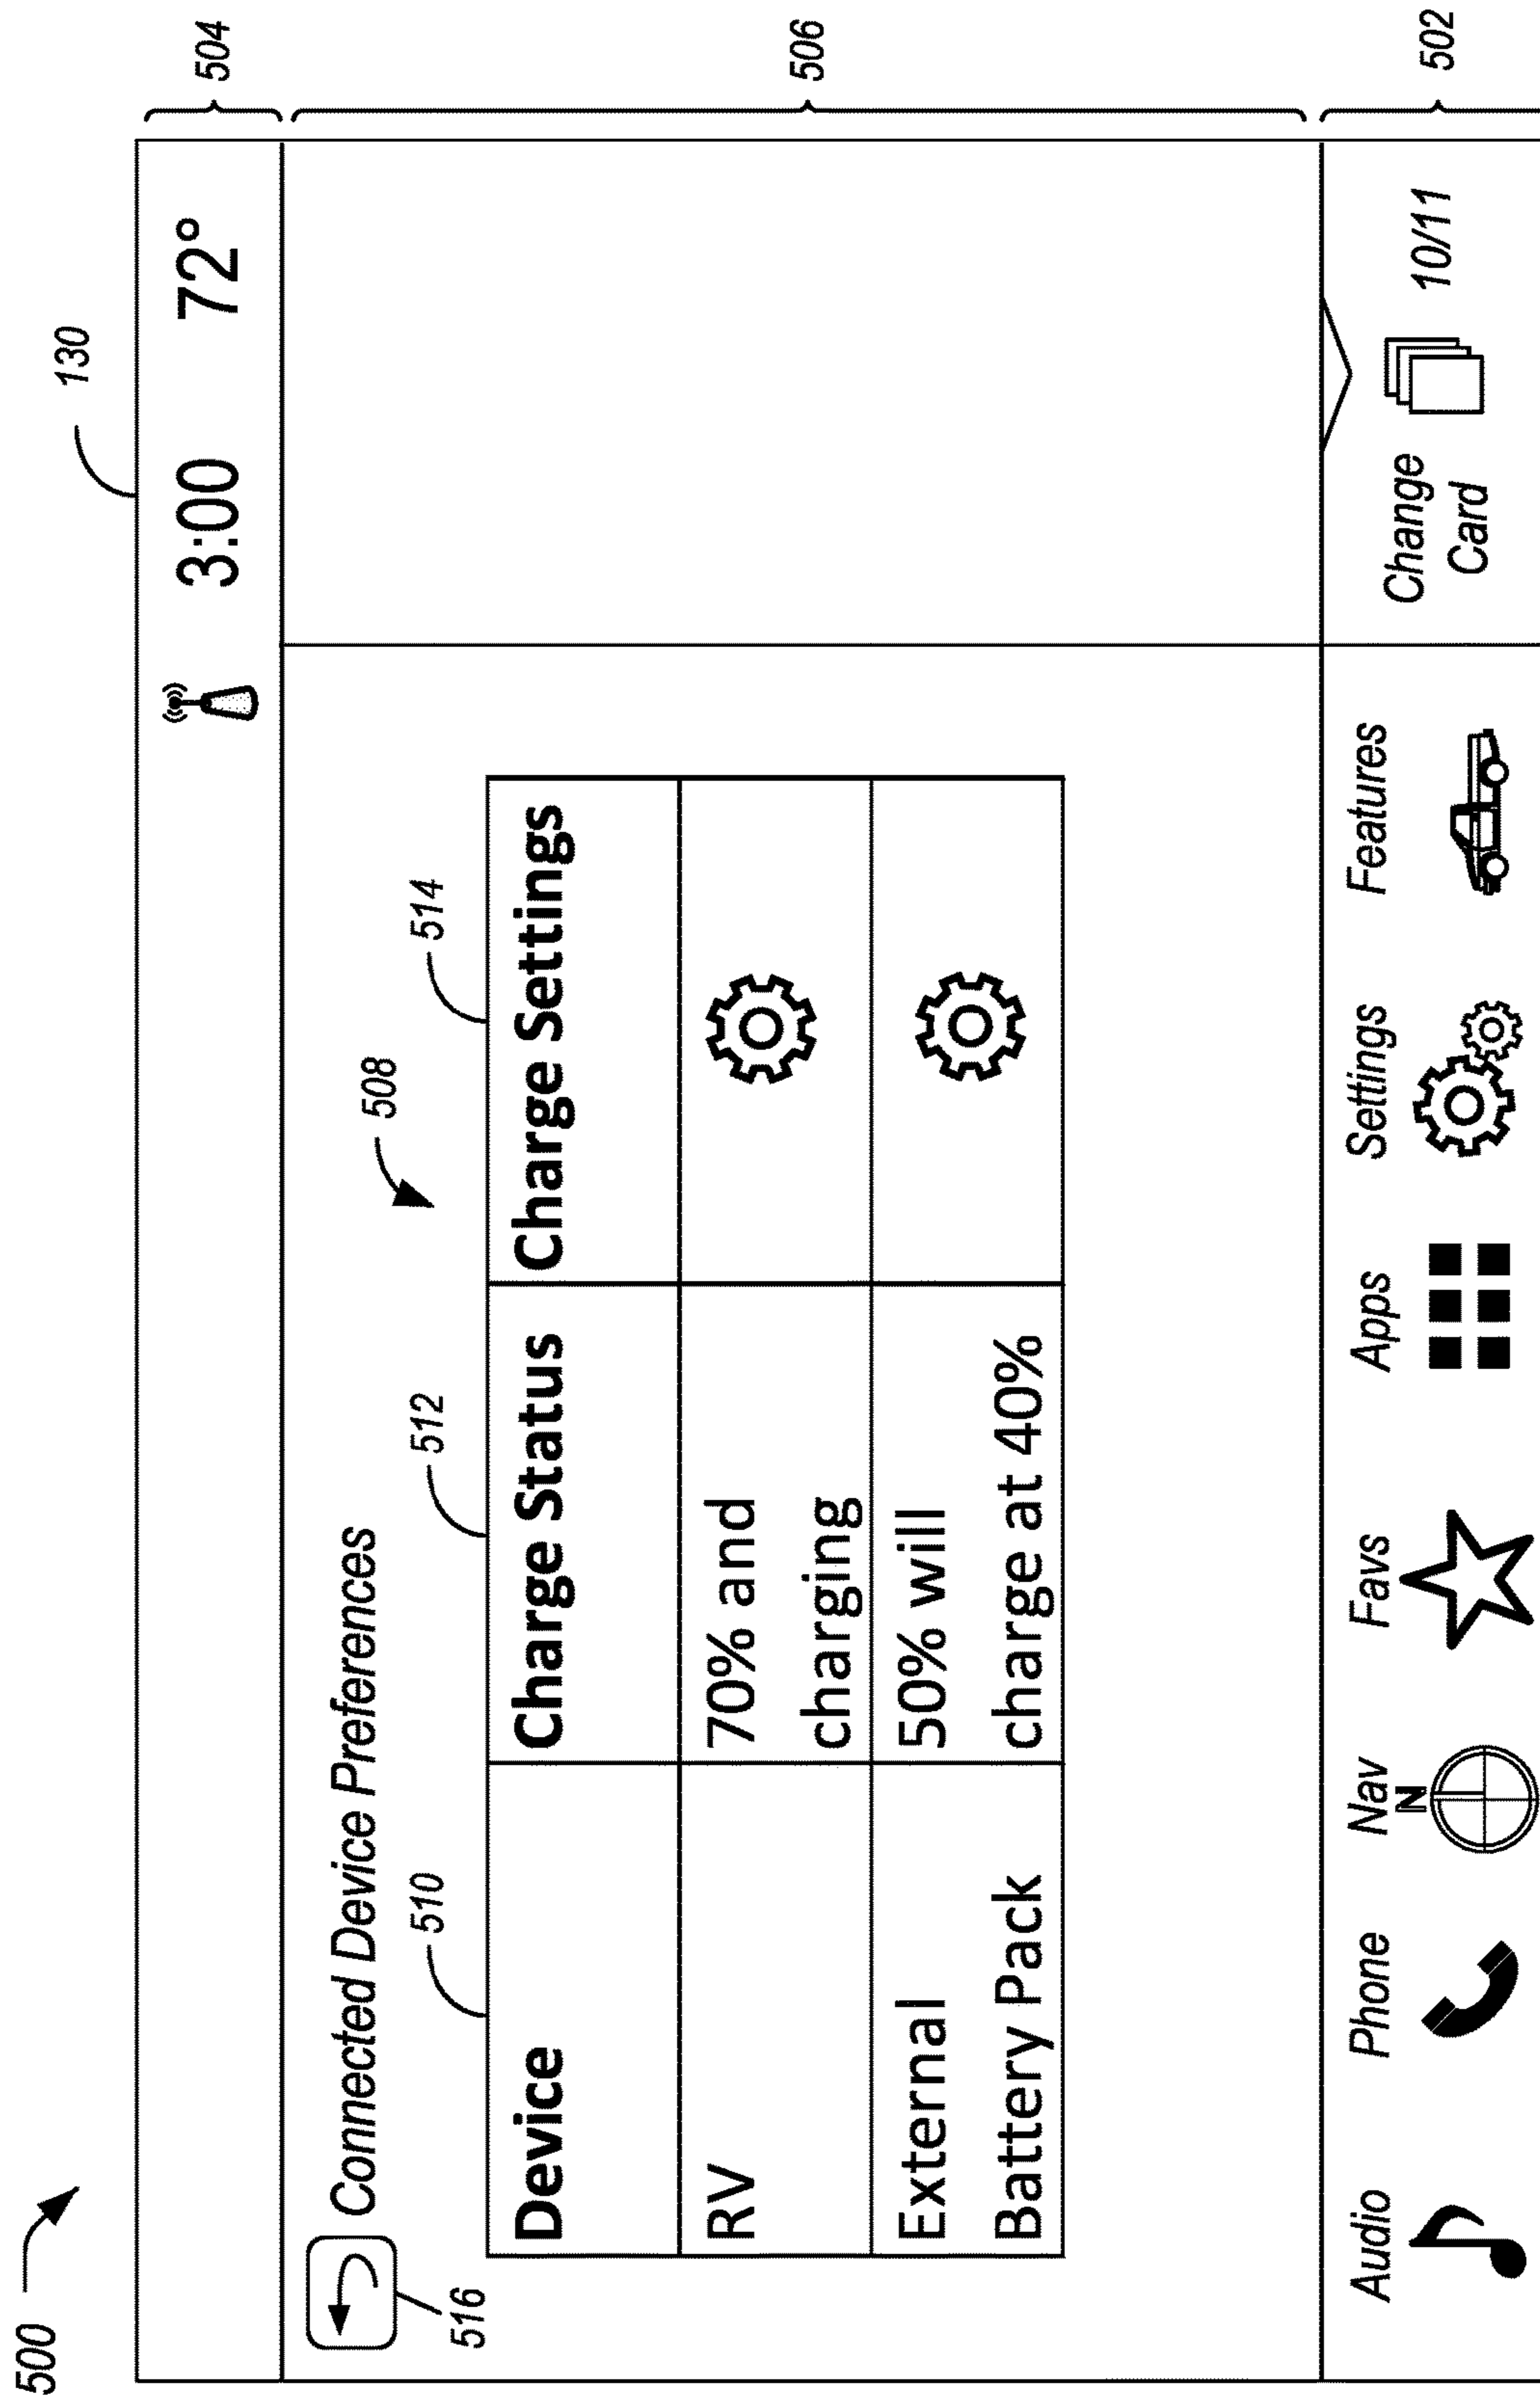 500
130
504
3:00 72°
516
Connected Device Preferences
508
506
510
512
514
Device Charge Status Charge Settings
RV 70% and
charging
External 50% will
Battery Pack charge at 40%
502
Audio Phone Nav Favs Apps Settings Features Change
Card 10/11
N